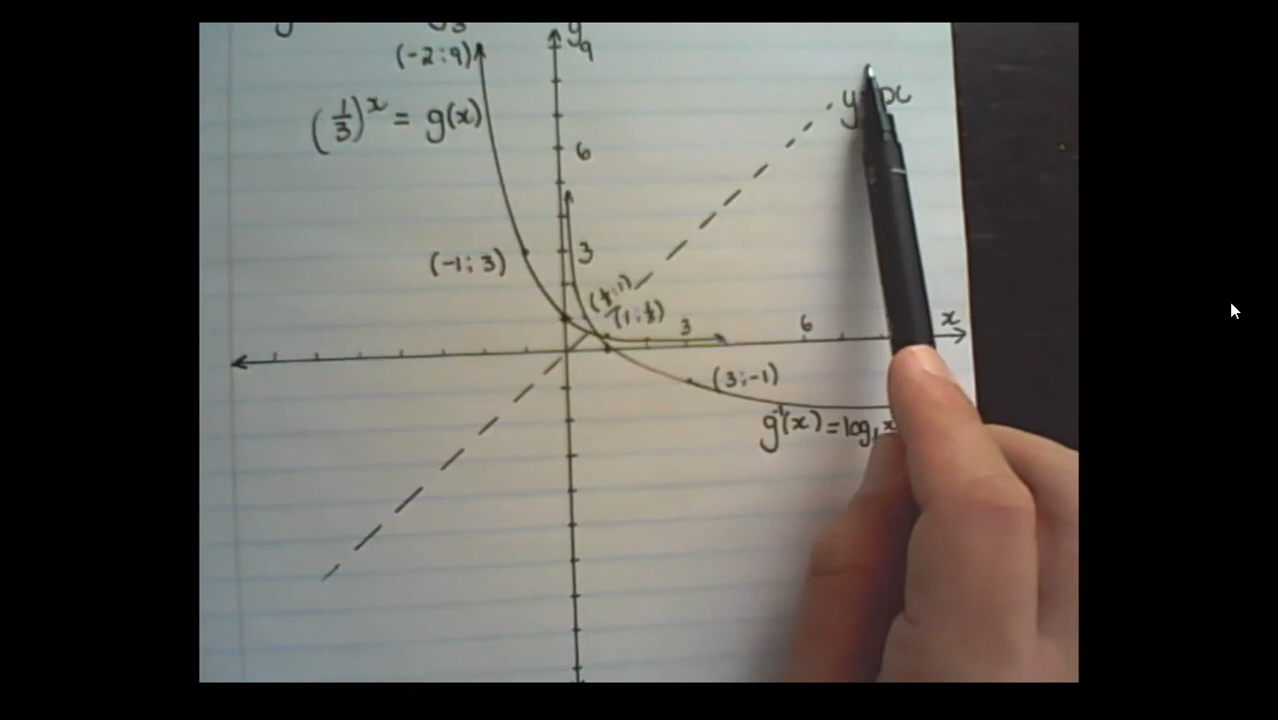 y
9
(-2;9)
(1/3)^x = g(x)
6
(-1;3)
3
(1;1/3)
3
6
x
(3;-1)
g⁻¹(x) = log